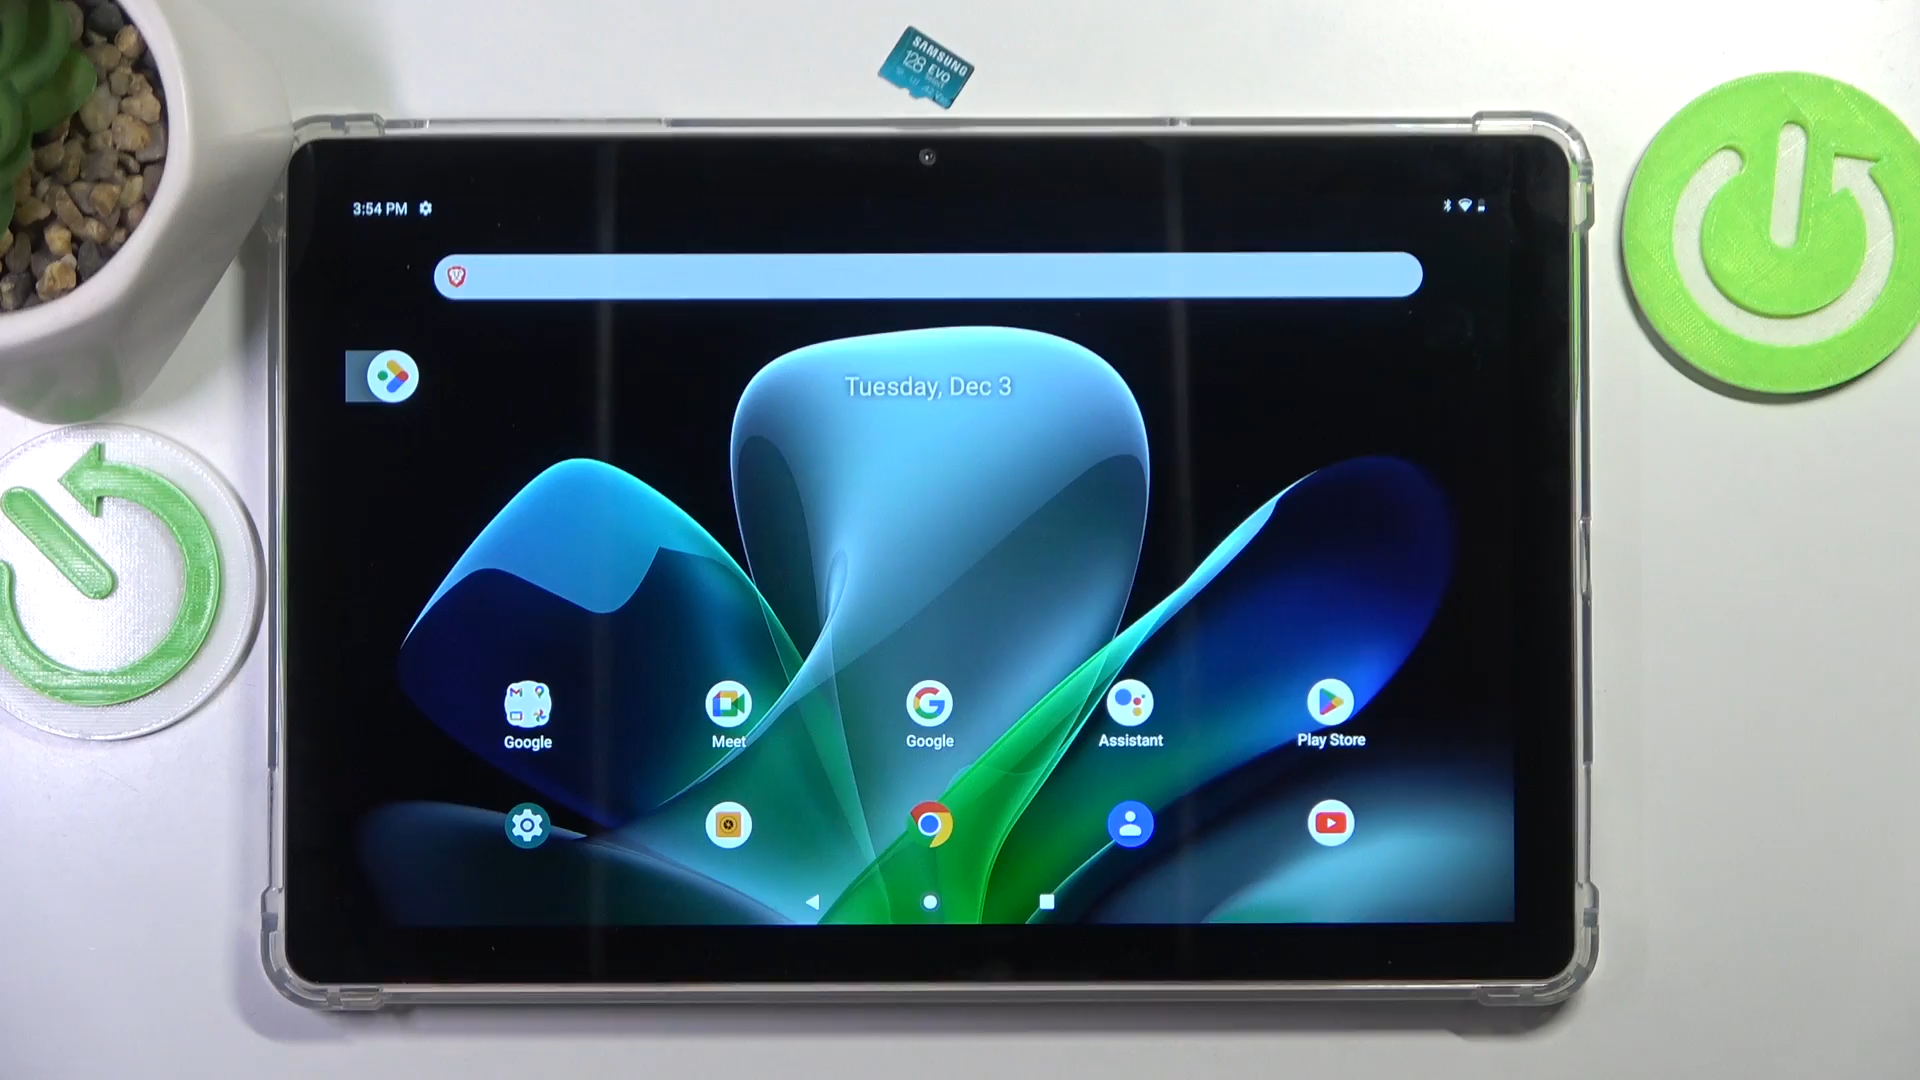 SAMSUNG
128 EVO
3:54 PM
Tuesday, Dec 3
Google
Meet
Google
Assistant
Play Store